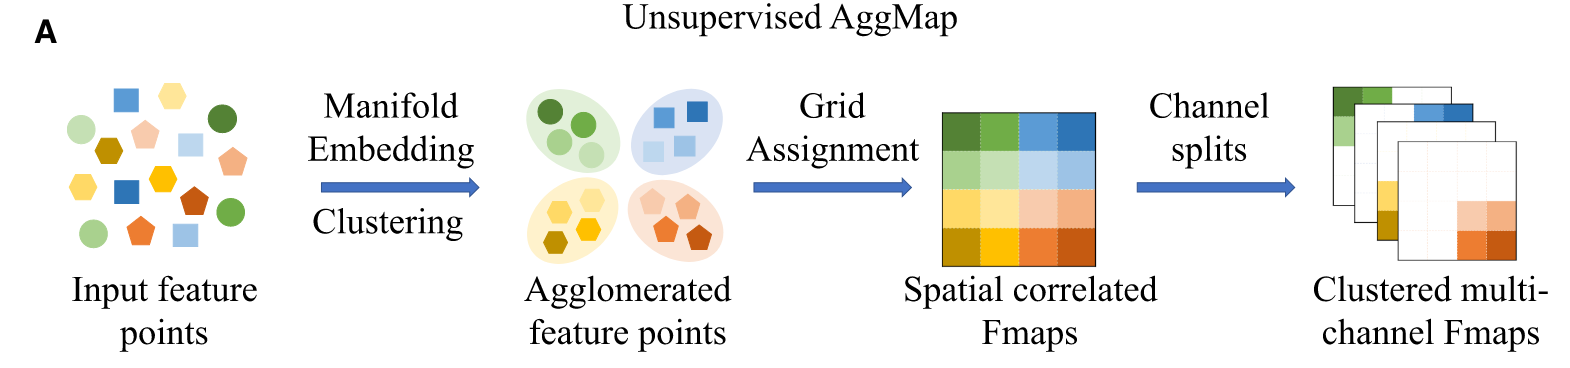 A
Unsupervised AggMap
Manifold
Embedding
Clustering
Grid
Assignment
Channel
splits
Input feature
points
Agglomerated
feature points
Spatial correlated
Fmaps
Clustered multi-
channel Fmaps